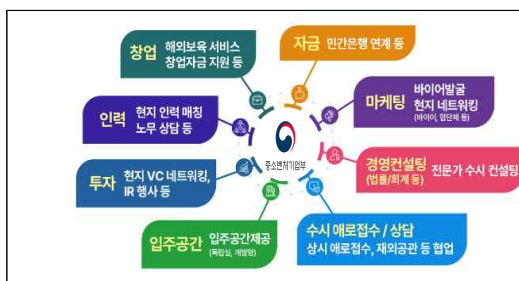 창업 해외보육 서비스
창업자금 지원 등
자금 민간은행 연계 등
인력 현지 인력 매칭
노무 상담 등
마케팅 바이어발굴
현지 네트워킹
(바이어, 협단체 등)
중소벤처기업부
투자 현지 VC 네트워킹,
IR 행사 등
경영컨설팅 전문가 수시 컨설팅
(법률/회계 등)
입주공간 입주공간제공
(독립실, 개방형)
수시 애로접수 / 상담
상시 애로접수, 재외공관 등 협업